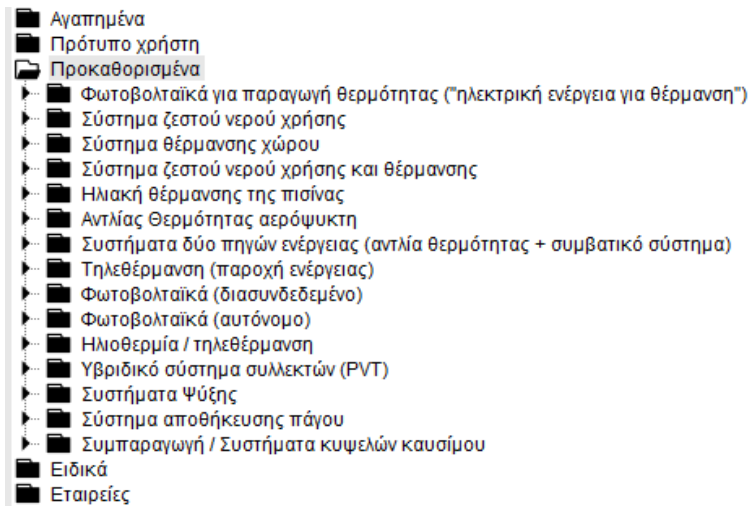 Αγαπημένα
Πρότυπο χρήστη
Προκαθορισμένα
Φωτοβολταϊκά για παραγωγή θερμότητας ("ηλεκτρική ενέργεια για θέρμανση")
Σύστημα ζεστού νερού χρήσης
Σύστημα θέρμανσης χώρου
Σύστημα ζεστού νερού χρήσης και θέρμανσης
Ηλιακή θέρμανσης της πισίνας
Αντλίας Θερμότητας αερόψυκτη
Συστήματα δύο πηγών ενέργειας (αντλία θερμότητας + συμβατικό σύστημα)
Τηλεθέρμανση (παροχή ενέργειας)
Φωτοβολταϊκά (διασυνδεδεμένο)
Φωτοβολταϊκά (αυτόνομο)
Ηλιοθερμία / τηλεθέρμανση
Υβριδικό σύστημα συλλεκτών (PVT)
Συστήματα Ψύξης
Σύστημα αποθήκευσης πάγου
Συμπαραγωγή / Συστήματα κυψελών καυσίμου
Ειδικά
Εταιρείες